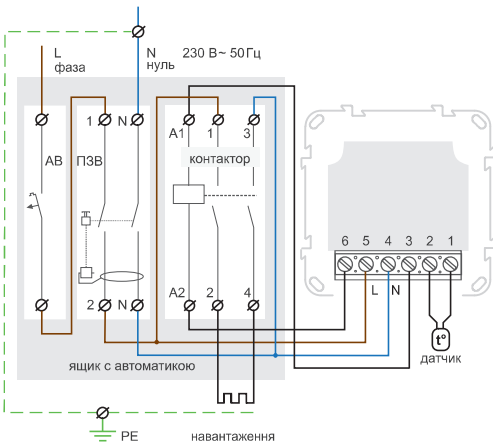 L
фаза
N
нуль
230 В~ 50Гц
1
N
A1
1
3
АВ
ПЗВ
контактор
6
5
4
3
2
1
L
N
2
N
A2
2
4
t°
датчик
ящик с автоматикою
PE
навантаження